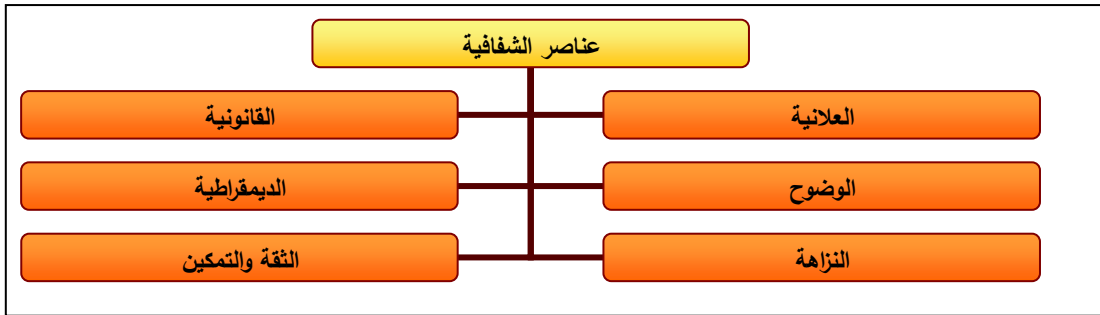 عناصر الشفافية
العلانية
القانونية
الوضوح
الديمقراطية
النزاهة
الثقة والتمكين